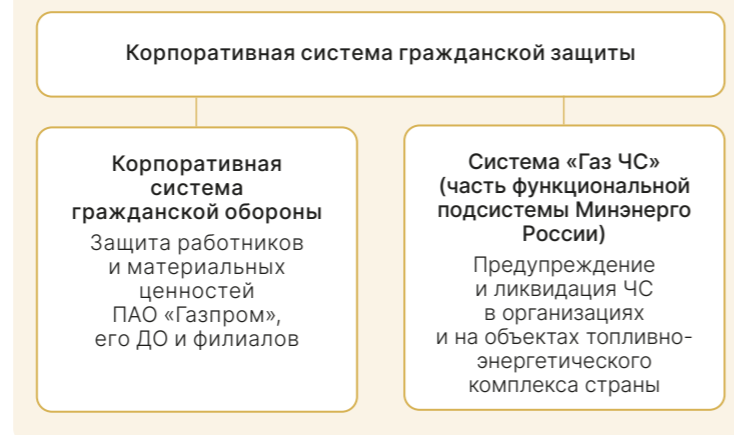 Корпоративная система гражданской защиты
Корпоративная
система
гражданской обороны
Защита работников
и материальных
ценностей
ПАО «Газпром»,
его ДО и филиалов
Система «Газ ЧС»
(часть функциональной
подсистемы Минэнерго
России)
Предупреждение
и ликвидация ЧС
в организациях
и на объектах топливно-
энергетического
комплекса страны